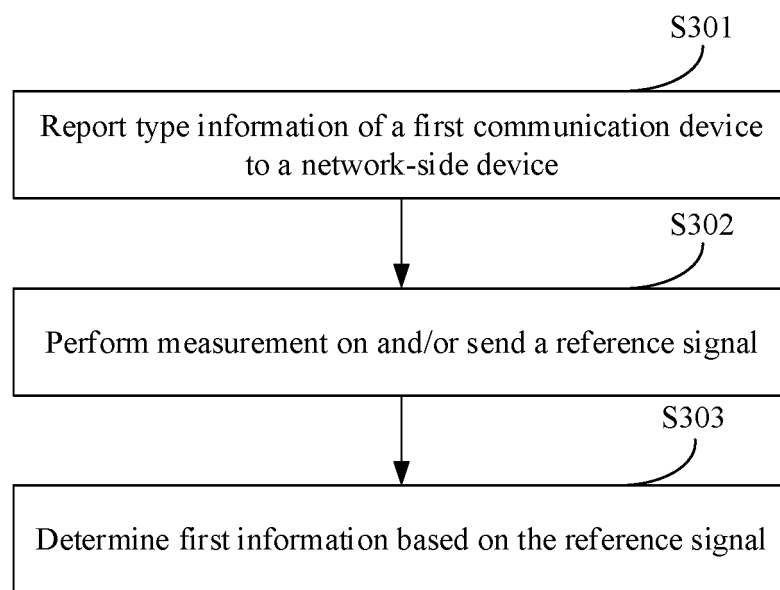 S301
Report type information of a first communication device
to a network-side device
S302
Perform measurement on and/or send a reference signal
S303
Determine first information based on the reference signal